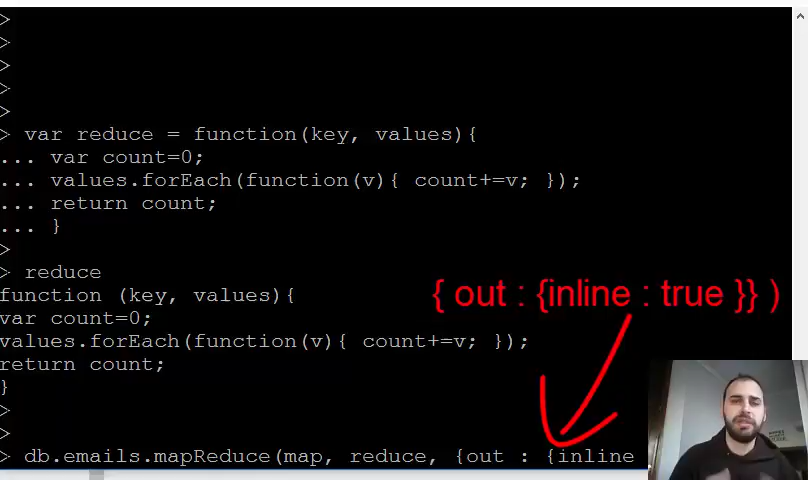 >
>
>
>
>
> var reduce = function(key, values){
... var count=0;
... values.forEach(function(v){ count+=v; });
... return count;
... }
>
> reduce
function (key, values){
{ out : {inline : true }} )
var count=0;
values.forEach(function(v){ count+=v; });
return count;
}
>
>
> db.emails.mapReduce(map, reduce, {out : {inline